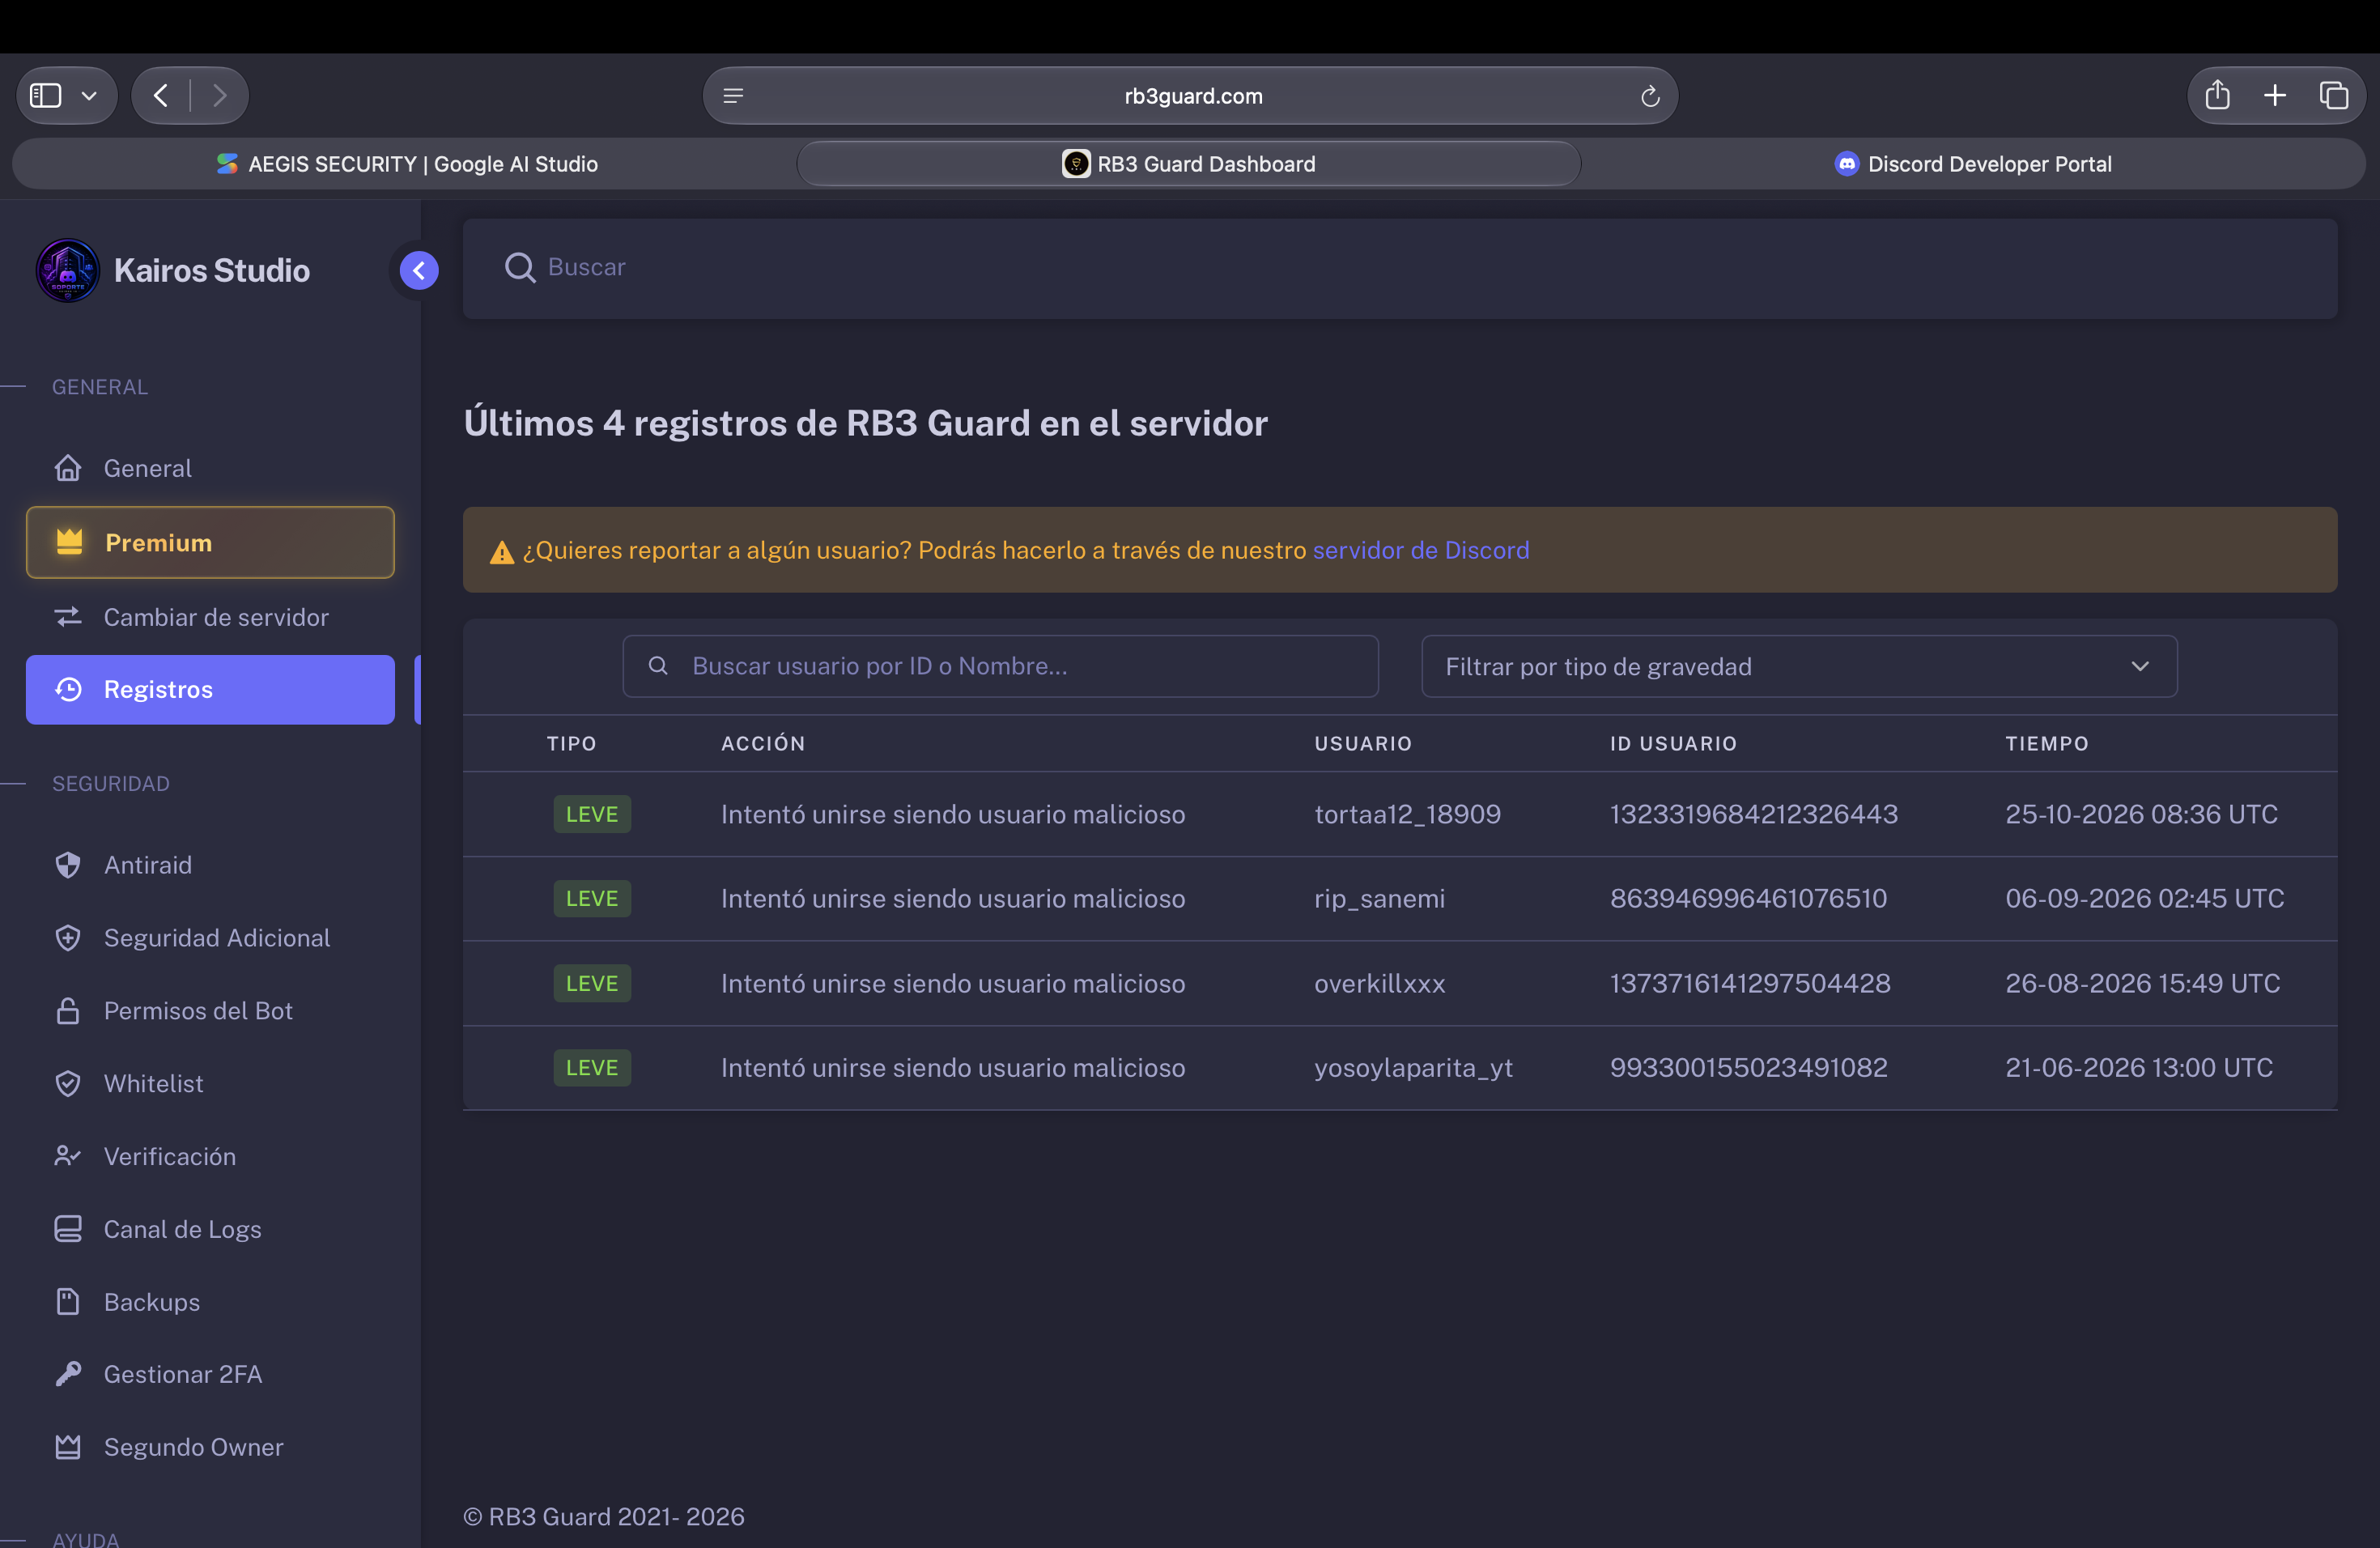 rb3guard.com
AEGIS SECURITY | Google AI Studio
RB3 Guard Dashboard
Discord Developer Portal
SOPORTE
Kairos Studio
Buscar
GENERAL
General
Premium
Cambiar de servidor
Registros
SEGURIDAD
Antiraid
Seguridad Adicional
Permisos del Bot
Whitelist
Verificación
Canal de Logs
Backups
Gestionar 2FA
Segundo Owner
AYUDA
Últimos 4 registros de RB3 Guard en el servidor
¿Quieres reportar a algún usuario? Podrás hacerlo a través de nuestro servidor de Discord
Buscar usuario por ID o Nombre...
Filtrar por tipo de gravedad
TIPO ACCIÓN USUARIO ID USUARIO TIEMPO
LEVE Intentó unirse siendo usuario malicioso tortaa12_18909 1323319684212326443 25-10-2026 08:36 UTC
LEVE Intentó unirse siendo usuario malicioso rip_sanemi 863946996461076510 06-09-2026 02:45 UTC
LEVE Intentó unirse siendo usuario malicioso overkillxxx 1373716141297504428 26-08-2026 15:49 UTC
LEVE Intentó unirse siendo usuario malicioso yosoylaparita_yt 993300155023491082 21-06-2026 13:00 UTC
© RB3 Guard 2021- 2026